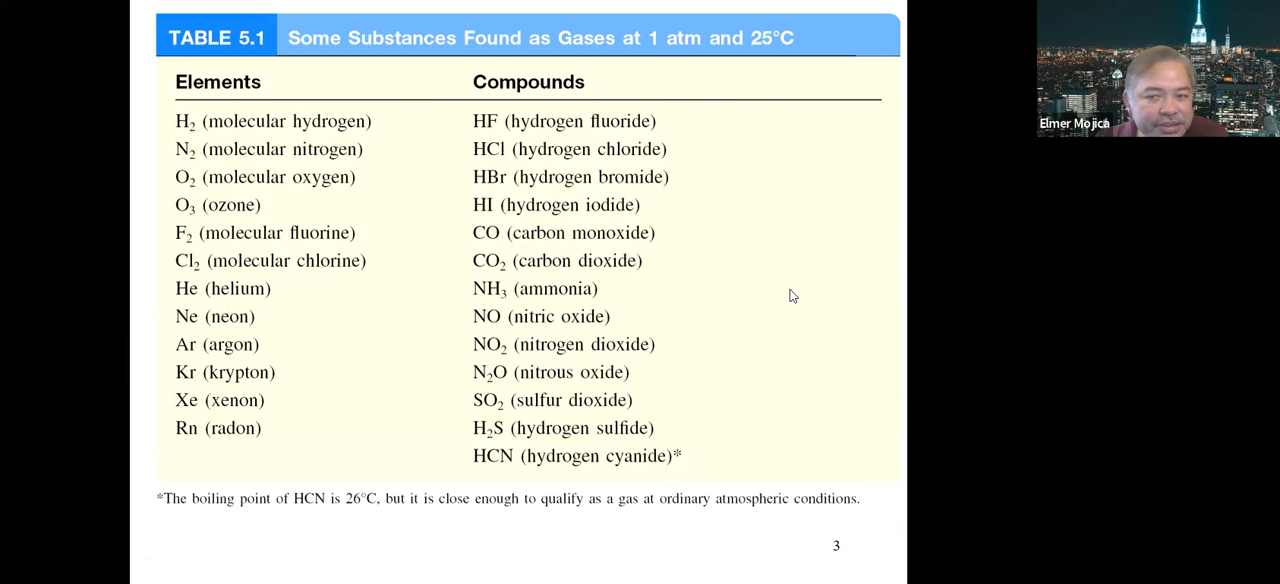 TABLE 5.1 Some Substances Found as Gases at 1 atm and 25°C
Elements Compounds
H₂ (molecular hydrogen) HF (hydrogen fluoride)
N₂ (molecular nitrogen) HCl (hydrogen chloride)
O₂ (molecular oxygen) HBr (hydrogen bromide)
O₃ (ozone) HI (hydrogen iodide)
F₂ (molecular fluorine) CO (carbon monoxide)
Cl₂ (molecular chlorine) CO₂ (carbon dioxide)
He (helium) NH₃ (ammonia)
Ne (neon) NO (nitric oxide)
Ar (argon) NO₂ (nitrogen dioxide)
Kr (krypton) N₂O (nitrous oxide)
Xe (xenon) SO₂ (sulfur dioxide)
Rn (radon) H₂S (hydrogen sulfide)
HCN (hydrogen cyanide)*
*The boiling point of HCN is 26°C, but it is close enough to qualify as a gas at ordinary atmospheric conditions.
3
Elmer Mojica